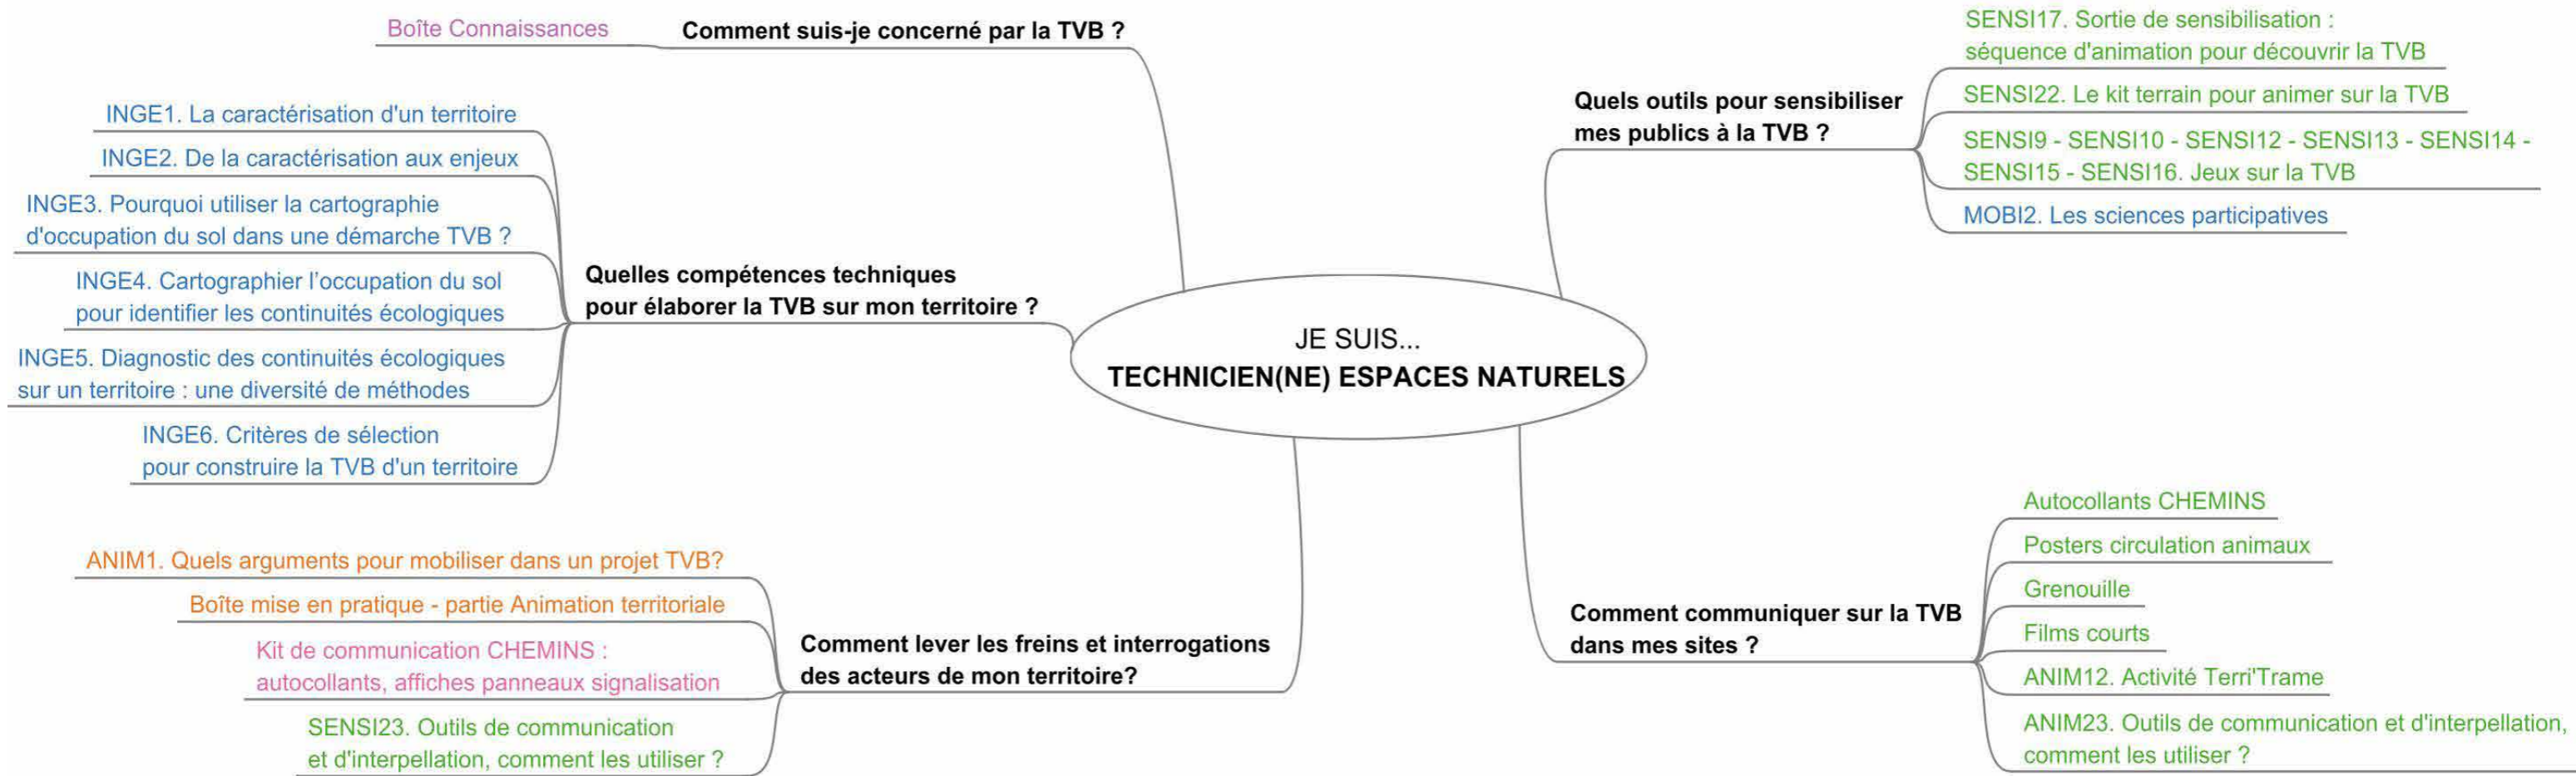 JE SUIS...
TECHNICIEN(NE) ESPACES NATURELS
Comment suis-je concerné par la TVB ?
Boîte Connaissances
Quelles compétences techniques
pour élaborer la TVB sur mon territoire ?
INGE1. La caractérisation d'un territoire
INGE2. De la caractérisation aux enjeux
INGE3. Pourquoi utiliser la cartographie
d'occupation du sol dans une démarche TVB ?
INGE4. Cartographier l’occupation du sol
pour identifier les continuités écologiques
INGE5. Diagnostic des continuités écologiques
sur un territoire : une diversité de méthodes
INGE6. Critères de sélection
pour construire la TVB d'un territoire
Comment lever les freins et interrogations
des acteurs de mon territoire?
ANIM1. Quels arguments pour mobiliser dans un projet TVB?
Boîte mise en pratique - partie Animation territoriale
Kit de communication CHEMINS :
autocollants, affiches panneaux signalisation
SENSI23. Outils de communication
et d'interpellation, comment les utiliser ?
Quels outils pour sensibiliser
mes publics à la TVB ?
SENSI17. Sortie de sensibilisation :
séquence d'animation pour découvrir la TVB
SENSI22. Le kit terrain pour animer sur la TVB
SENSI9 - SENSI10 - SENSI12 - SENSI13 - SENSI14 -
SENSI15 - SENSI16. Jeux sur la TVB
MOBI2. Les sciences participatives
Comment communiquer sur la TVB
dans mes sites ?
Autocollants CHEMINS
Posters circulation animaux
Grenouille
Films courts
ANIM12. Activité Terri'Trame
ANIM23. Outils de communication et d'interpellation,
comment les utiliser ?